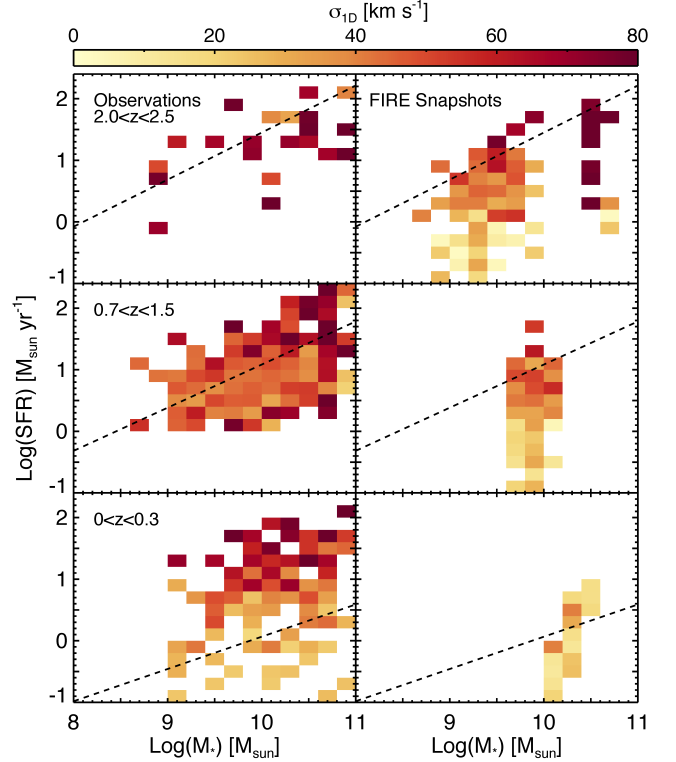 σ1D [km s-1]
0 20 40 60 80
Observations
2.0<z<2.5
FIRE Snapshots
2
1
0
-1
0.7<z<1.5
2
1
0
-1
Log(SFR) [Msun yr-1]
0<z<0.3
2
1
0
-1
8 9 10 11 9 10 11
Log(M*) [Msun] Log(M*) [Msun]